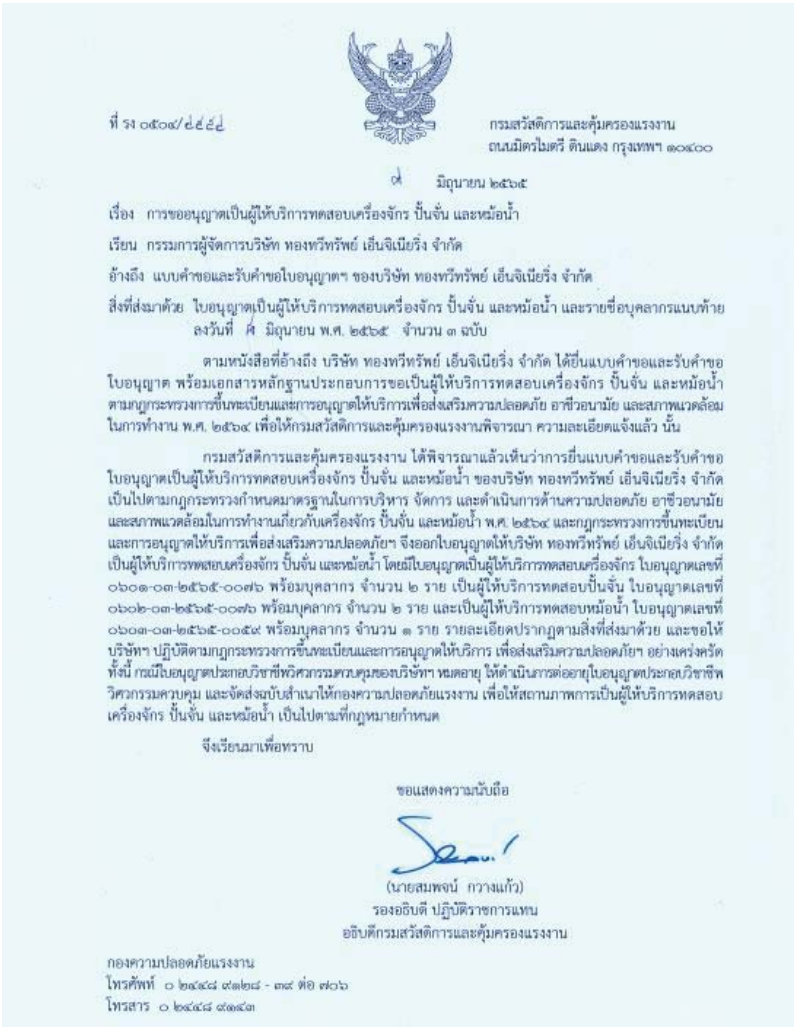 ที่ รง ๐๕๐๔/
กรมสวัสดิการและคุ้มครองแรงงาน
ถนนมิตรไมตรี ดินแดง กรุงเทพฯ ๑๐๔๐๐
มิถุนายน ๒๕๖๕
เรื่อง การขออนุญาตเป็นผู้ให้บริการทดสอบเครื่องจักร ปั้นจั่น และหม้อน้ำ
เรียน กรรมการผู้จัดการบริษัท ทองทวีทรัพย์ เอ็นจิเนียริ่ง จำกัด
อ้างถึง แบบคำขอและรับคำขอใบอนุญาตฯ ของบริษัท ทองทวีทรัพย์ เอ็นจิเนียริ่ง จำกัด
สิ่งที่ส่งมาด้วย ใบอนุญาตเป็นผู้ให้บริการทดสอบเครื่องจักร ปั้นจั่น และหม้อน้ำ และรายชื่อบุคลากรแนบท้าย
ลงวันที่ มิถุนายน พ.ศ. ๒๕๖๕ จำนวน ๓ ฉบับ
ตามหนังสือที่อ้างถึง บริษัท ทองทวีทรัพย์ เอ็นจิเนียริ่ง จำกัด ได้ยื่นแบบคำขอและรับคำขอ
ใบอนุญาต พร้อมเอกสารหลักฐานประกอบการขอเป็นผู้ให้บริการทดสอบเครื่องจักร ปั้นจั่น และหม้อน้ำ
ตามกฎกระทรวงการขึ้นทะเบียนและการอนุญาตให้บริการเพื่อส่งเสริมความปลอดภัย อาชีวอนามัย และสภาพแวดล้อม
ในการทำงาน พ.ศ. ๒๕๖๔ เพื่อให้กรมสวัสดิการและคุ้มครองแรงงานพิจารณา ความละเอียดแจ้งแล้ว นั้น
กรมสวัสดิการและคุ้มครองแรงงาน ได้พิจารณาแล้วเห็นว่าการยื่นแบบคำขอและรับคำขอ
ใบอนุญาตเป็นผู้ให้บริการทดสอบเครื่องจักร ปั้นจั่น และหม้อน้ำ ของบริษัท ทองทวีทรัพย์ เอ็นจิเนียริ่ง จำกัด
เป็นไปตามกฎกระทรวงกำหนดมาตรฐานในการบริหาร จัดการ และดำเนินการด้านความปลอดภัย อาชีวอนามัย
และสภาพแวดล้อมในการทำงานเกี่ยวกับเครื่องจักร ปั้นจั่น และหม้อน้ำ พ.ศ. ๒๕๖๔ และกฎกระทรวงการขึ้นทะเบียน
และการอนุญาตให้บริการเพื่อส่งเสริมความปลอดภัยฯ จึงออกใบอนุญาตให้บริษัท ทองทวีทรัพย์ เอ็นจิเนียริ่ง จำกัด
เป็นผู้ให้บริการทดสอบเครื่องจักร ปั้นจั่น และหม้อน้ำ โดยมีใบอนุญาตเป็นผู้ให้บริการทดสอบเครื่องจักร ใบอนุญาตเลขที่
๐๖๐๑-๐๓-๒๕๖๕-๐๐๗๖ พร้อมบุคลากร จำนวน ๒ ราย เป็นผู้ให้บริการทดสอบปั้นจั่น ใบอนุญาตเลขที่
๐๖๐๒-๐๓-๒๕๖๕-๐๐๗๖ พร้อมบุคลากร จำนวน ๒ ราย และเป็นผู้ให้บริการทดสอบหม้อน้ำ ใบอนุญาตเลขที่
๐๖๐๓-๐๓-๒๕๖๕-๐๐๕๙ พร้อมบุคลากร จำนวน ๑ ราย รายละเอียดปรากฏตามสิ่งที่ส่งมาด้วย และขอให้
บริษัทฯ ปฏิบัติตามกฎกระทรวงการขึ้นทะเบียนและการอนุญาตให้บริการ เพื่อส่งเสริมความปลอดภัยฯ อย่างเคร่งครัด
ทั้งนี้ กรณีใบอนุญาตประกอบวิชาชีพวิศวกรรมควบคุมของบริษัทฯ หมดอายุ ให้ดำเนินการต่ออายุใบอนุญาตประกอบวิชาชีพ
วิศวกรรมควบคุม และจัดส่งฉบับสำเนาให้กองความปลอดภัยแรงงาน เพื่อให้สถานภาพการเป็นผู้ให้บริการทดสอบ
เครื่องจักร ปั้นจั่น และหม้อน้ำ เป็นไปตามที่กฎหมายกำหนด
จึงเรียนมาเพื่อทราบ
ขอแสดงความนับถือ
(นายสมพจน์ กวางแก้ว)
รองอธิบดี ปฏิบัติราชการแทน
อธิบดีกรมสวัสดิการและคุ้มครองแรงงาน
กองความปลอดภัยแรงงาน
โทรศัพท์ ๐ ๒๔๔๘ ๙๑๒๘ - ๓๙ ต่อ ๗๐๖
โทรสาร ๐ ๒๔๔๘ ๙๑๔๓